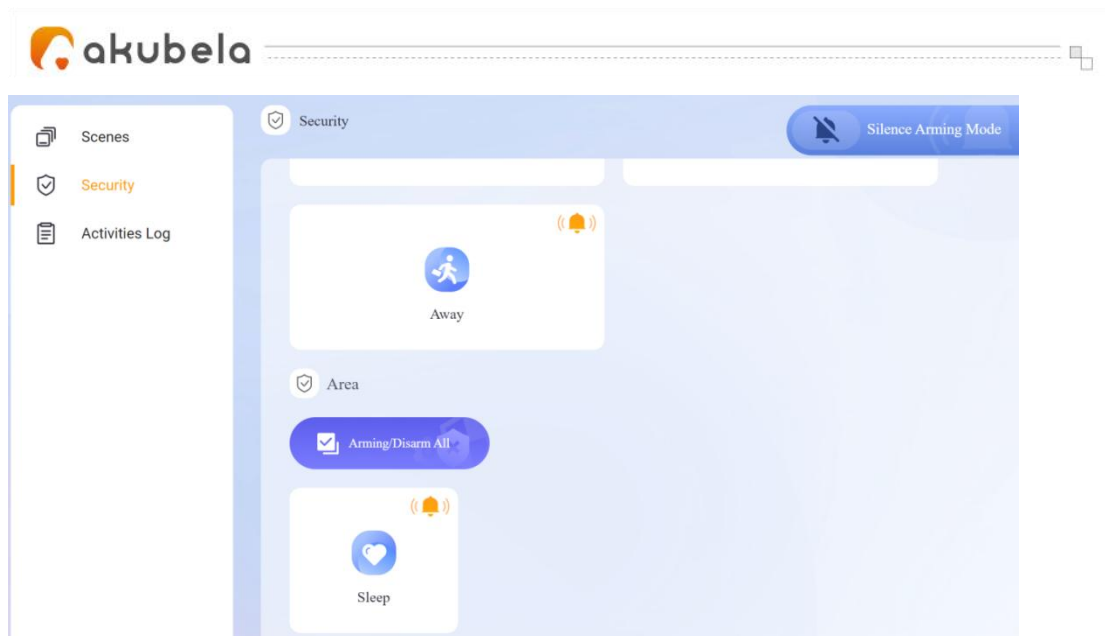 akubela
Scenes
Security
Activities Log
Security
Silence Arming Mode
Away
Area
Arming/Disarm All
Sleep